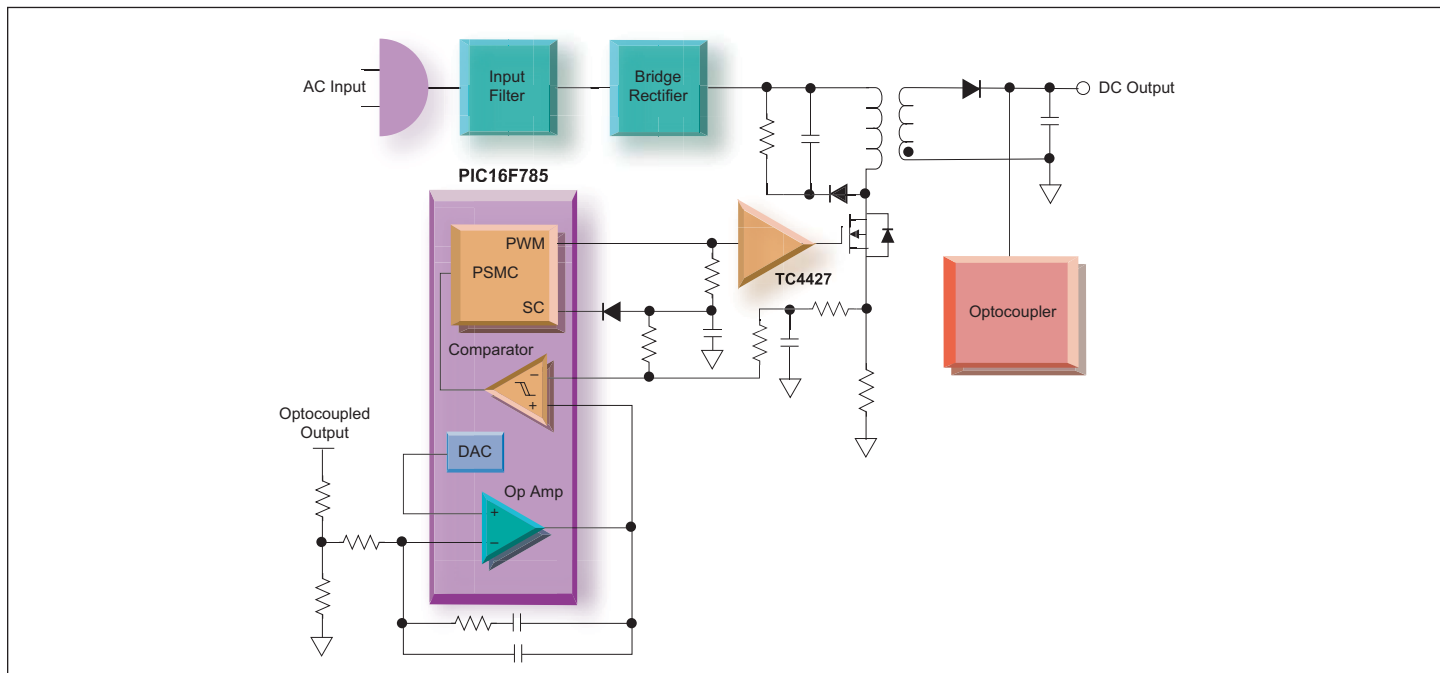 AC Input
Input
Filter
Bridge
Rectifier
DC Output
PIC16F785
PWM
PSMC
SC
TC4427
Optocoupler
Comparator
–
+
Optocoupled
Output
DAC
Op Amp
+
–